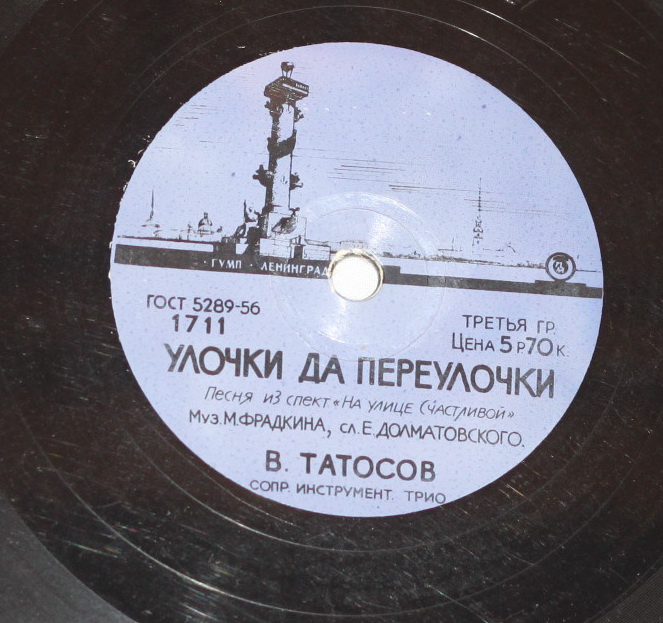 · ГУМП · ЛЕНИНГРАД
ГОСТ 5289-56
1711
ТРЕТЬЯ ГР.
ЦЕНА 5 Р 70 К.
УЛОЧКИ ДА ПЕРЕУЛОЧКИ
ПЕСНЯ ИЗ СПЕКТ. «НА УЛИЦЕ СЧАСТЛИВОЙ»
МУЗ. М. ФРАДКИНА, СЛ. Е. ДОЛМАТОВСКОГО.
В. ТАТОСОВ
СОПР. ИНСТРУМЕНТ. ТРИО